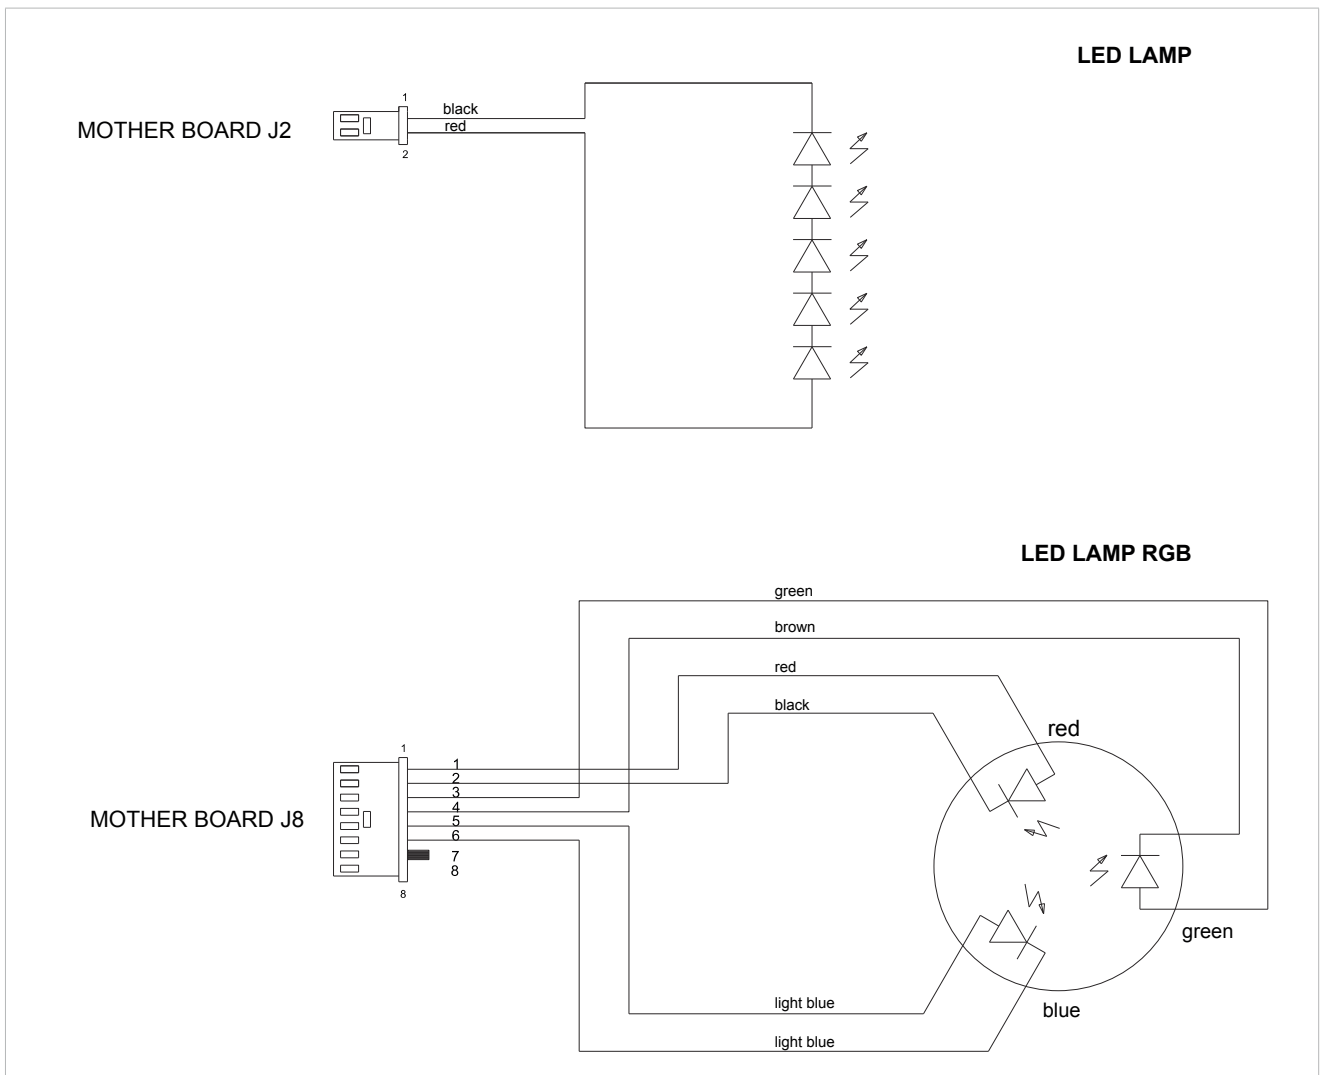 LED LAMP
1
black
MOTHER BOARD J2
red
2
LED LAMP RGB
green
brown
red
black
red
1
1
2
3
4
MOTHER BOARD J8
5
6
7
8
8
green
light blue
blue
light blue